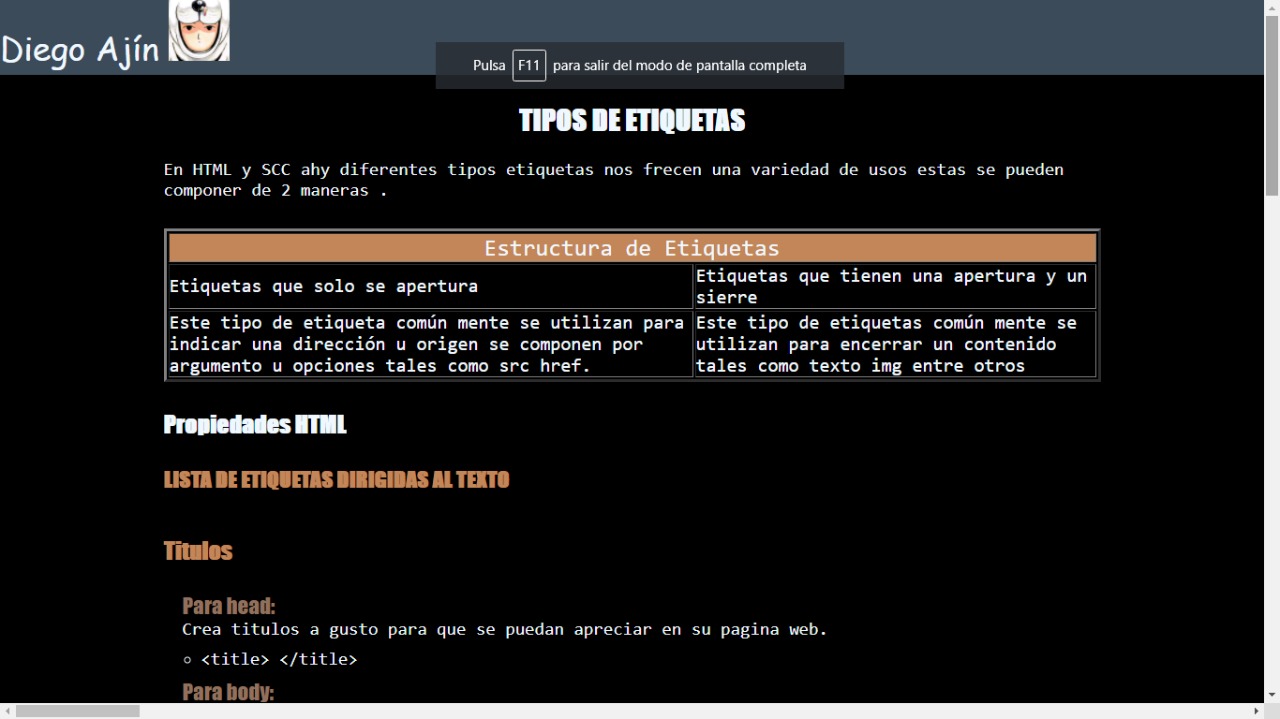 Diego Ajín
Pulsa F11 para salir del modo de pantalla completa
TIPOS DE ETIQUETAS
En HTML y SCC ahy diferentes tipos etiquetas nos frecen una variedad de usos estas se pueden
componer de 2 maneras .
Estructura de Etiquetas
Etiquetas que solo se apertura
Etiquetas que tienen una apertura y un
sierre
Este tipo de etiqueta común mente se utilizan para
indicar una dirección u origen se componen por
argumento u opciones tales como src href.
Este tipo de etiquetas común mente se
utilizan para encerrar un contenido
tales como texto img entre otros
Propiedades HTML
LISTA DE ETIQUETAS DIRIGIDAS AL TEXTO
Titulos
Para head:
Crea titulos a gusto para que se puedan apreciar en su pagina web.
<title> </title>
Para body: